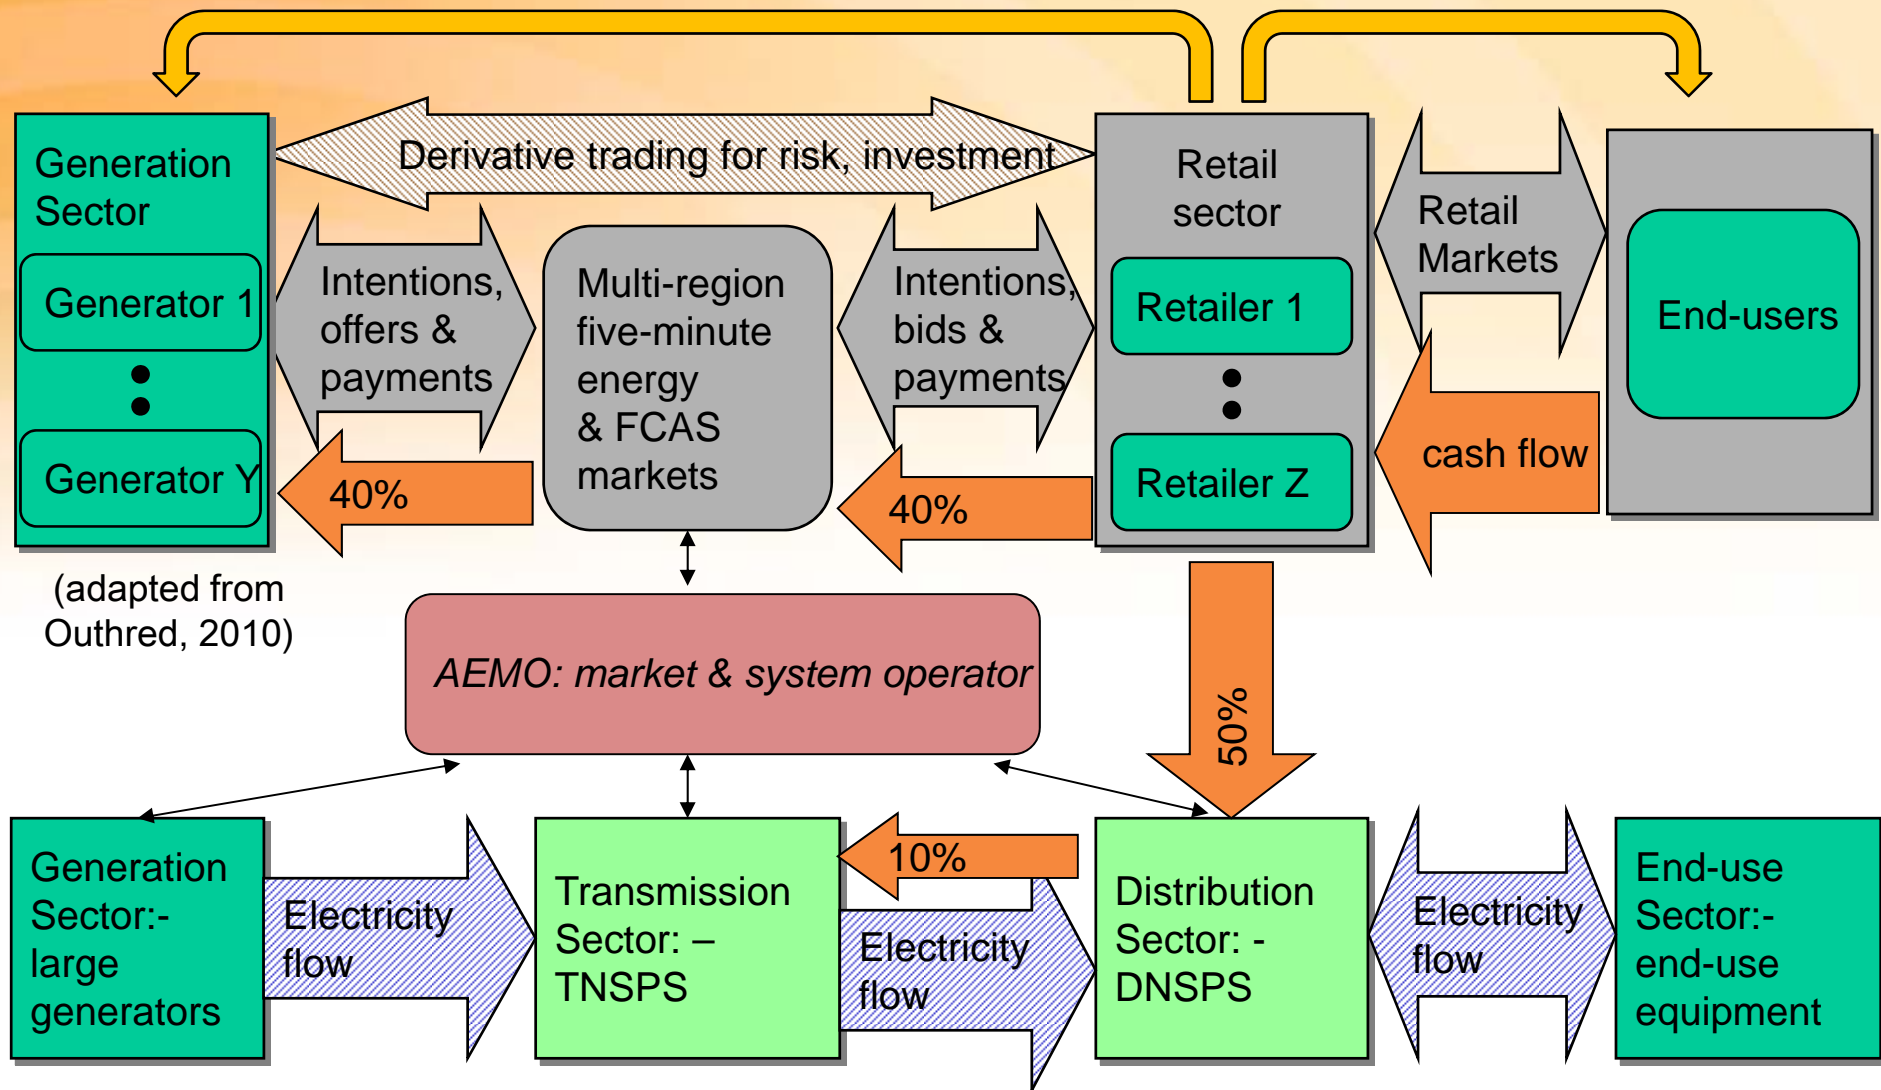 Generation
Sector
Generator 1
Generator Y
(adapted from
Outhred, 2010)
Derivative trading for risk, investment
Intentions,
offers &
payments
40%
Multi-region
five-minute
energy
& FCAS
markets
Intentions,
bids &
payments
40%
Retail
sector
Retailer 1
Retailer Z
Retail
Markets
cash flow
End-users
AEMO: market & system operator
50%
Generation
Sector:-
large
generators
Electricity
flow
Transmission
Sector: –
TNSPS
10%
Electricity
flow
Distribution
Sector: -
DNSPS
Electricity
flow
End-use
Sector:-
end-use
equipment